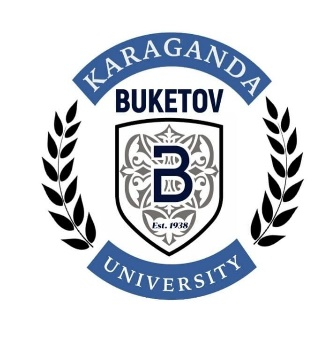 KARAGANDA
BUKETOV
B
Est. 1938
UNIVERSITY